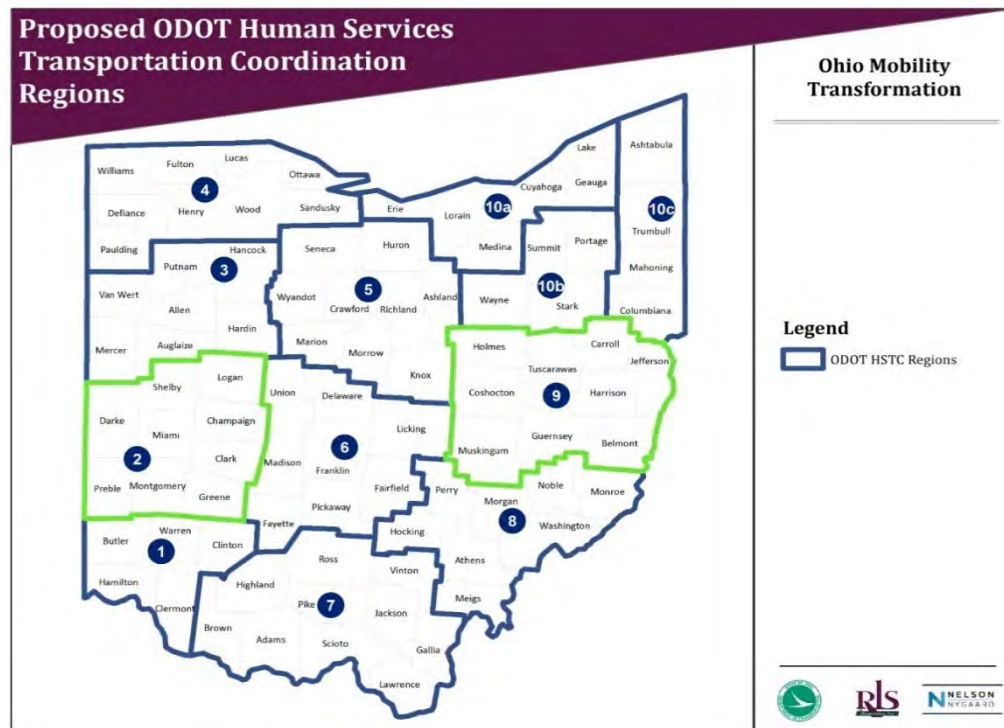 Proposed ODOT Human Services
Transportation Coordination
Regions
Ohio Mobility
Transformation
Legend
ODOT HSTC Regions
Williams
Fulton
Lucas
Ottawa
Defiance
Henry
Wood
Sandusky
Paulding
4
Lake
Ashtabula
Cuyahoga
Geauga
Erie
Lorain
10a
Medina
10c
Trumbull
Mahoning
Columbiana
Summit
Portage
10b
Wayne
Stark
Hancock
Putnam
3
Van Wert
Allen
Hardin
Mercer
Auglaize
Seneca
Huron
5
Wyandot
Crawford
Richland
Ashland
Marion
Morrow
Knox
Holmes
Carroll
Jefferson
Tuscarawas
Coshocton
9
Harrison
Guernsey
Belmont
Muskingum
Logan
Shelby
Darke
Champaign
Miami
2
Clark
Preble
Montgomery
Greene
Union
Delaware
Licking
6
Madison
Franklin
Fairfield
Pickaway
Fayette
Perry
Noble
Monroe
Morgan
8
Washington
Hocking
Athens
Meigs
Warren
Butler
1
Clinton
Hamilton
Clermont
Ross
Vinton
Highland
Pike
7
Jackson
Brown
Adams
Scioto
Gallia
Lawrence
RLS
N NELSON
NYGAARD